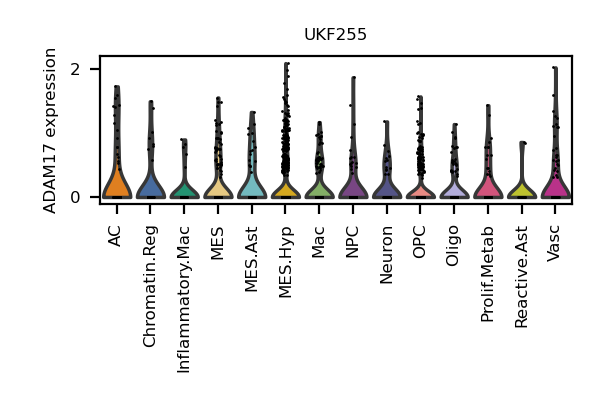 UKF255
ADAM17 expression
2
0
AC
Chromatin.Reg
Inflammatory.Mac
MES
MES.Ast
MES.Hyp
Mac
NPC
Neuron
OPC
Oligo
Prolif.Metab
Reactive.Ast
Vasc